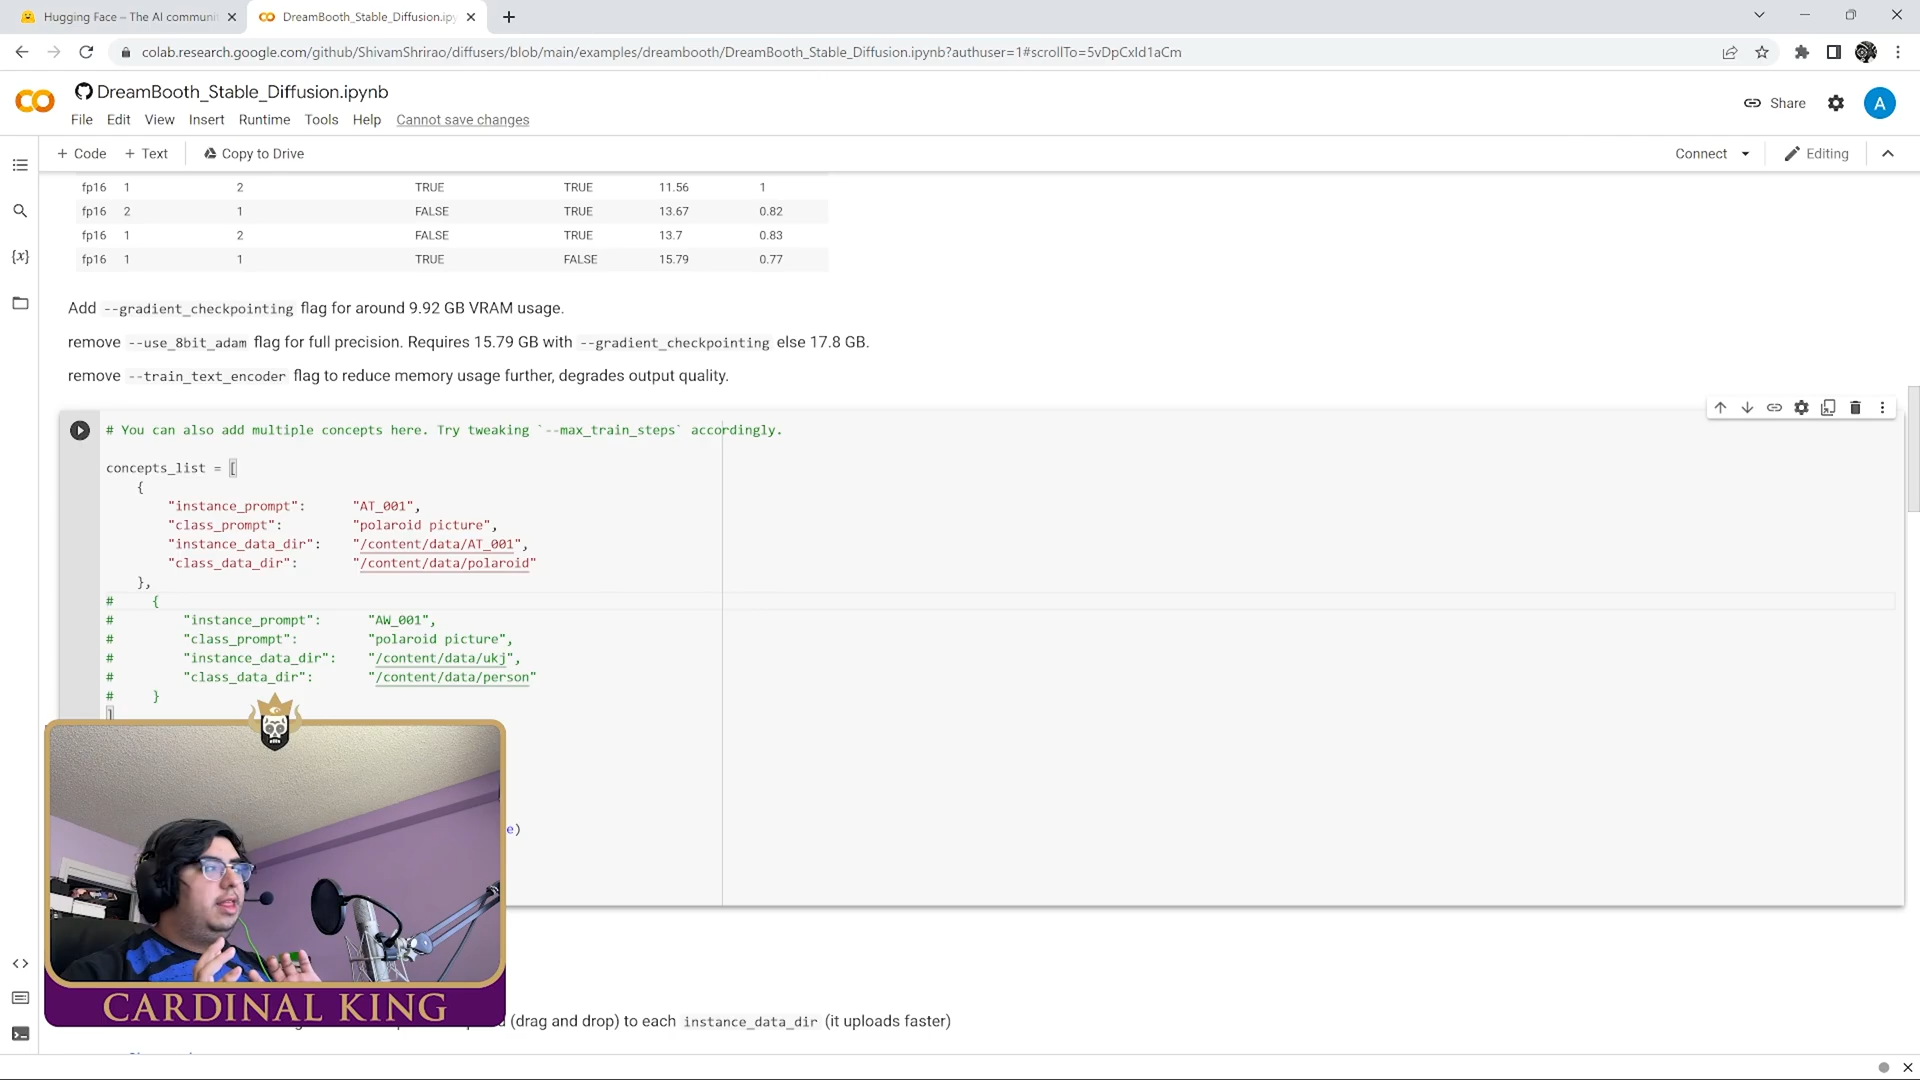 Hugging Face – The AI communi
DreamBooth_Stable_Diffusion.ipy
colab.research.google.com/github/ShivamShrirao/diffusers/blob/main/examples/dreambooth/DreamBooth_Stable_Diffusion.ipynb?authuser=1#scrollTo=5vDpCxId1aCm
DreamBooth_Stable_Diffusion.ipynb
File Edit View Insert Runtime Tools Help Cannot save changes
Share
A
+ Code + Text Copy to Drive
Connect Editing
fp16 1 2 TRUE TRUE 11.56 1
fp16 2 1 FALSE TRUE 13.67 0.82
fp16 1 2 FALSE TRUE 13.7 0.83
fp16 1 1 TRUE FALSE 15.79 0.77
Add --gradient_checkpointing flag for around 9.92 GB VRAM usage.
remove --use_8bit_adam flag for full precision. Requires 15.79 GB with --gradient_checkpointing else 17.8 GB.
remove --train_text_encoder flag to reduce memory usage further, degrades output quality.
# You can also add multiple concepts here. Try tweaking `--max_train_steps` accordingly.
concepts_list = [
{
"instance_prompt": "AT_001",
"class_prompt": "polaroid picture",
"instance_data_dir": "/content/data/AT_001",
"class_data_dir": "/content/data/polaroid"
},
# {
# "instance_prompt": "AW_001",
# "class_prompt": "polaroid picture",
# "instance_data_dir": "/content/data/ukj",
# "class_data_dir": "/content/data/person"
# }
]
e)
CARDINAL KING
(drag and drop) to each instance_data_dir (it uploads faster)